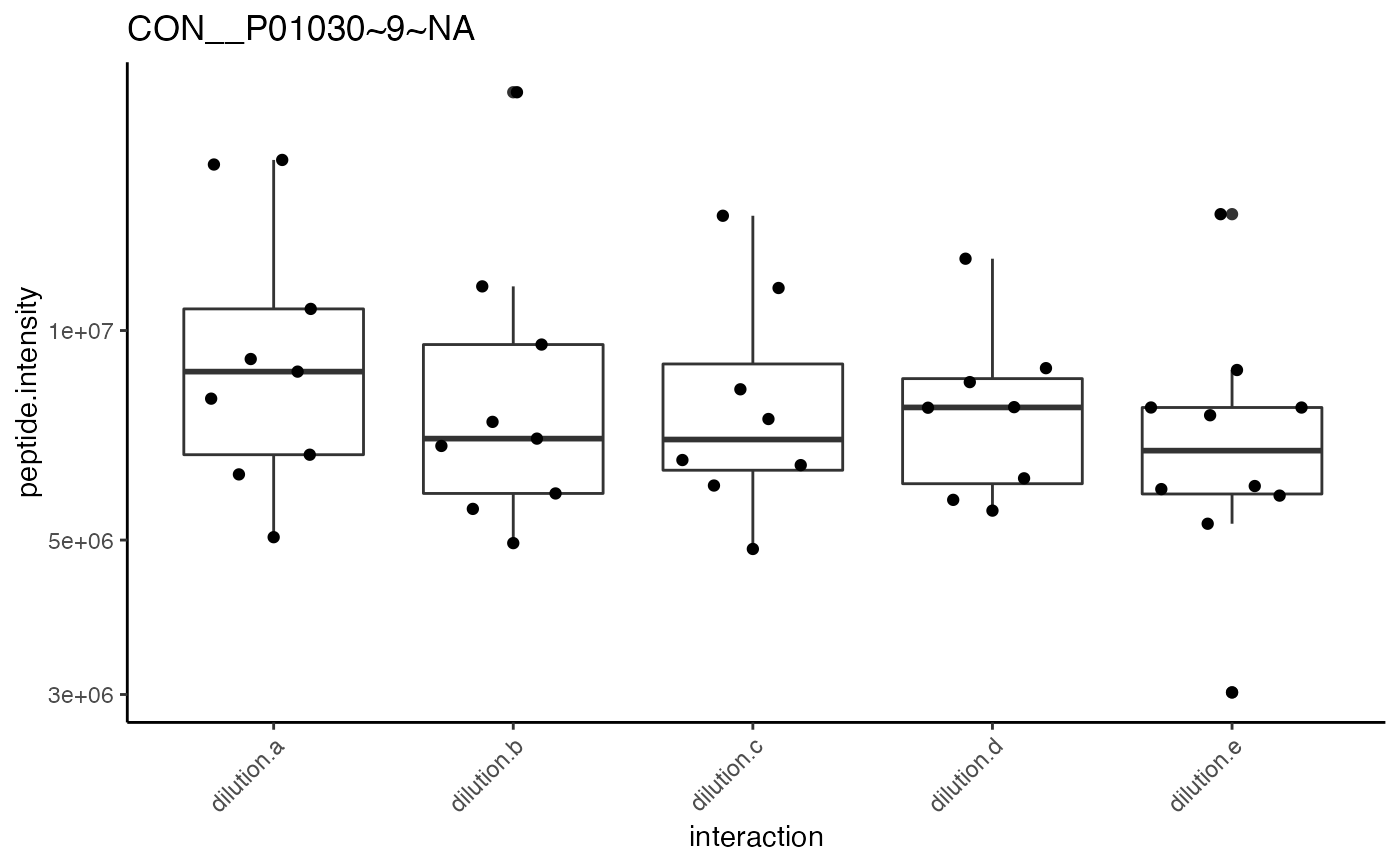 CON__P01030~9~NA
peptide.intensity
1e+07
5e+06
3e+06
dilution.a
dilution.b
dilution.c
dilution.d
dilution.e
interaction